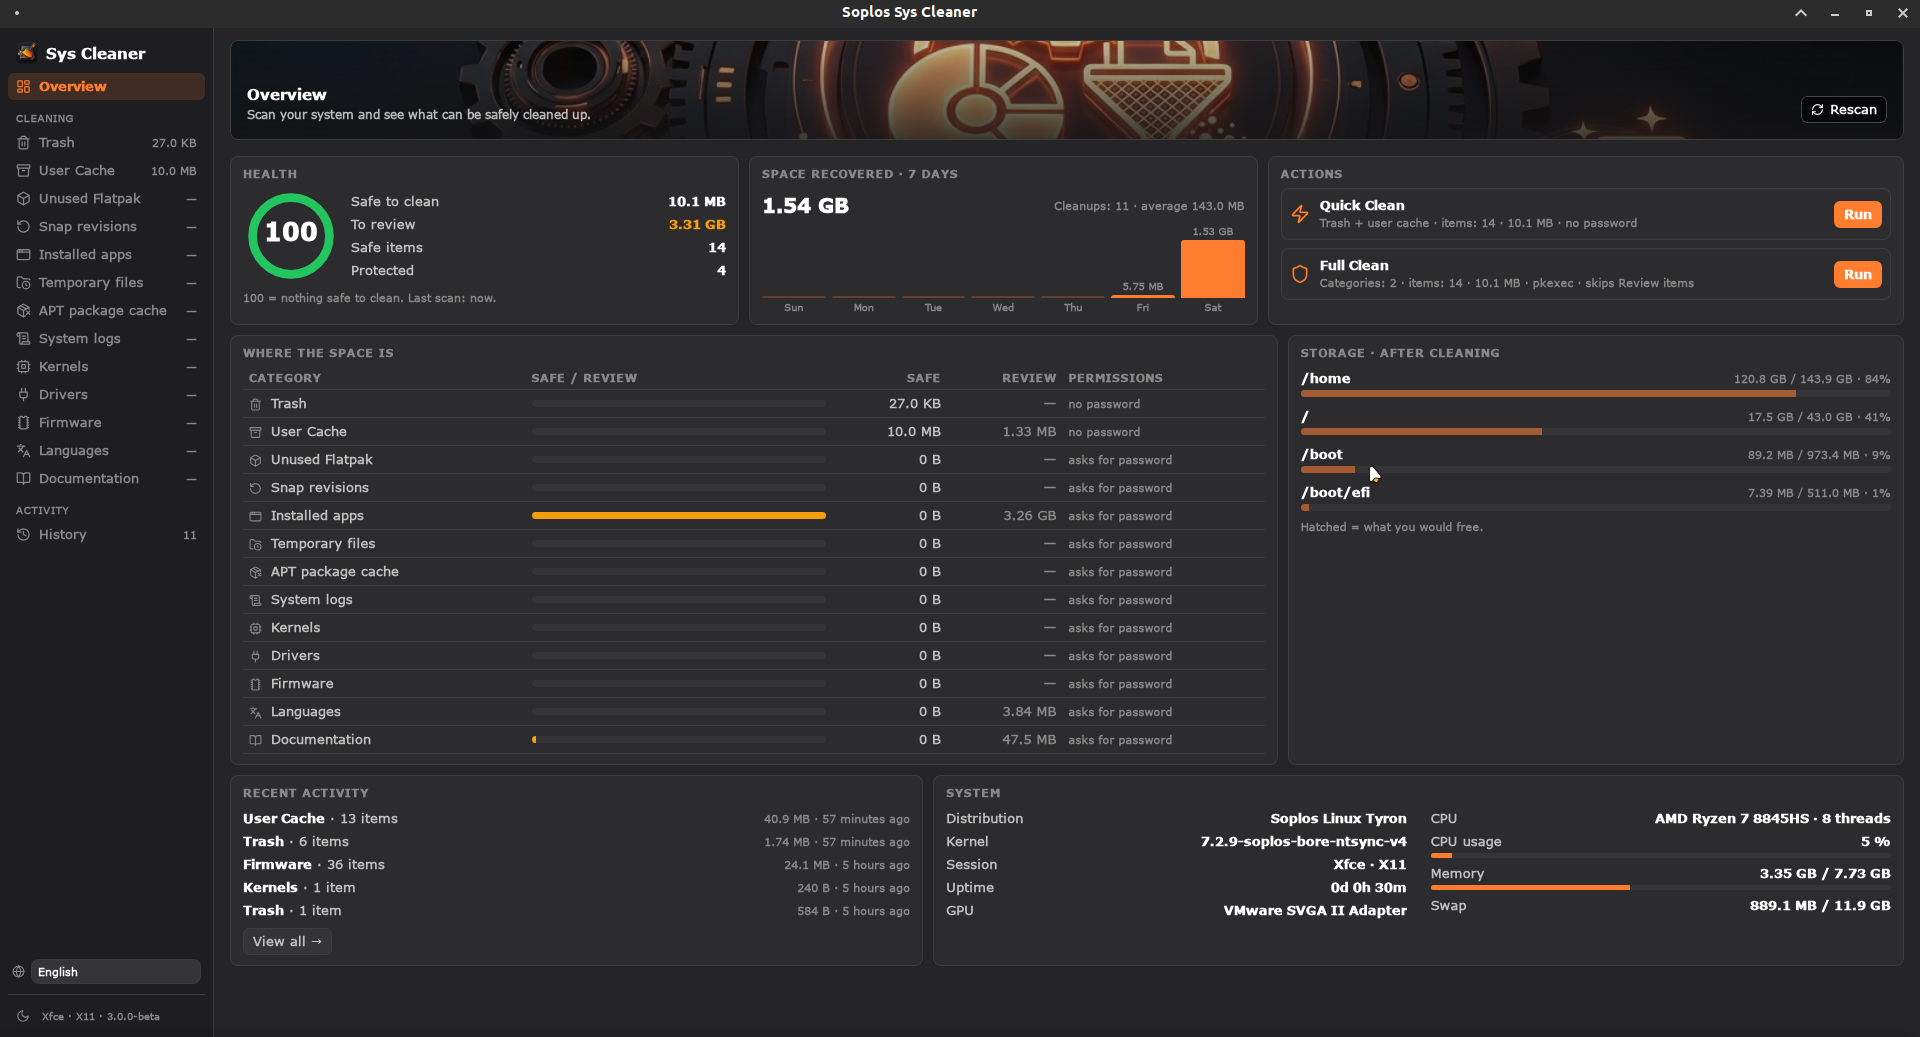 Soplos Sys Cleaner
Sys Cleaner
Overview
CLEANING
Trash 27.0 KB
User Cache 10.0 MB
Unused Flatpak —
Snap revisions —
Installed apps —
Temporary files —
APT package cache —
System logs —
Kernels —
Drivers —
Firmware —
Languages —
Documentation —
ACTIVITY
History 11
English
Xfce · X11 · 3.0.0-beta
Overview
Scan your system and see what can be safely cleaned up.
Rescan
HEALTH
100
Safe to clean 10.1 MB
To review 3.31 GB
Safe items 14
Protected 4
100 = nothing safe to clean. Last scan: now.
SPACE RECOVERED · 7 DAYS
1.54 GB Cleanups: 11 · average 143.0 MB
1.53 GB
5.75 MB
Sun Mon Tue Wed Thu Fri Sat
ACTIONS
Quick Clean
Trash + user cache · items: 14 · 10.1 MB · no password
Run
Full Clean
Categories: 2 · items: 14 · 10.1 MB · pkexec · skips Review items
Run
WHERE THE SPACE IS
CATEGORY SAFE / REVIEW SAFE REVIEW PERMISSIONS
Trash 27.0 KB — no password
User Cache 10.0 MB 1.33 MB no password
Unused Flatpak 0 B — asks for password
Snap revisions 0 B — asks for password
Installed apps 0 B 3.26 GB asks for password
Temporary files 0 B — asks for password
APT package cache 0 B — asks for password
System logs 0 B — asks for password
Kernels 0 B — asks for password
Drivers 0 B — asks for password
Firmware 0 B — asks for password
Languages 0 B 3.84 MB asks for password
Documentation 0 B 47.5 MB asks for password
STORAGE · AFTER CLEANING
/home 120.8 GB / 143.9 GB · 84%
/ 17.5 GB / 43.0 GB · 41%
/boot 89.2 MB / 973.4 MB · 9%
/boot/efi 7.39 MB / 511.0 MB · 1%
Hatched = what you would free.
RECENT ACTIVITY
User Cache · 13 items 40.9 MB · 57 minutes ago
Trash · 6 items 1.74 MB · 57 minutes ago
Firmware · 36 items 24.1 MB · 5 hours ago
Kernels · 1 item 240 B · 5 hours ago
Trash · 1 item 584 B · 5 hours ago
View all →
SYSTEM
Distribution Soplos Linux Tyron
Kernel 7.2.9-soplos-bore-ntsync-v4
Session Xfce · X11
Uptime 0d 0h 30m
GPU VMware SVGA II Adapter
CPU AMD Ryzen 7 8845HS · 8 threads
CPU usage 5 %
Memory 3.35 GB / 7.73 GB
Swap 889.1 MB / 11.9 GB